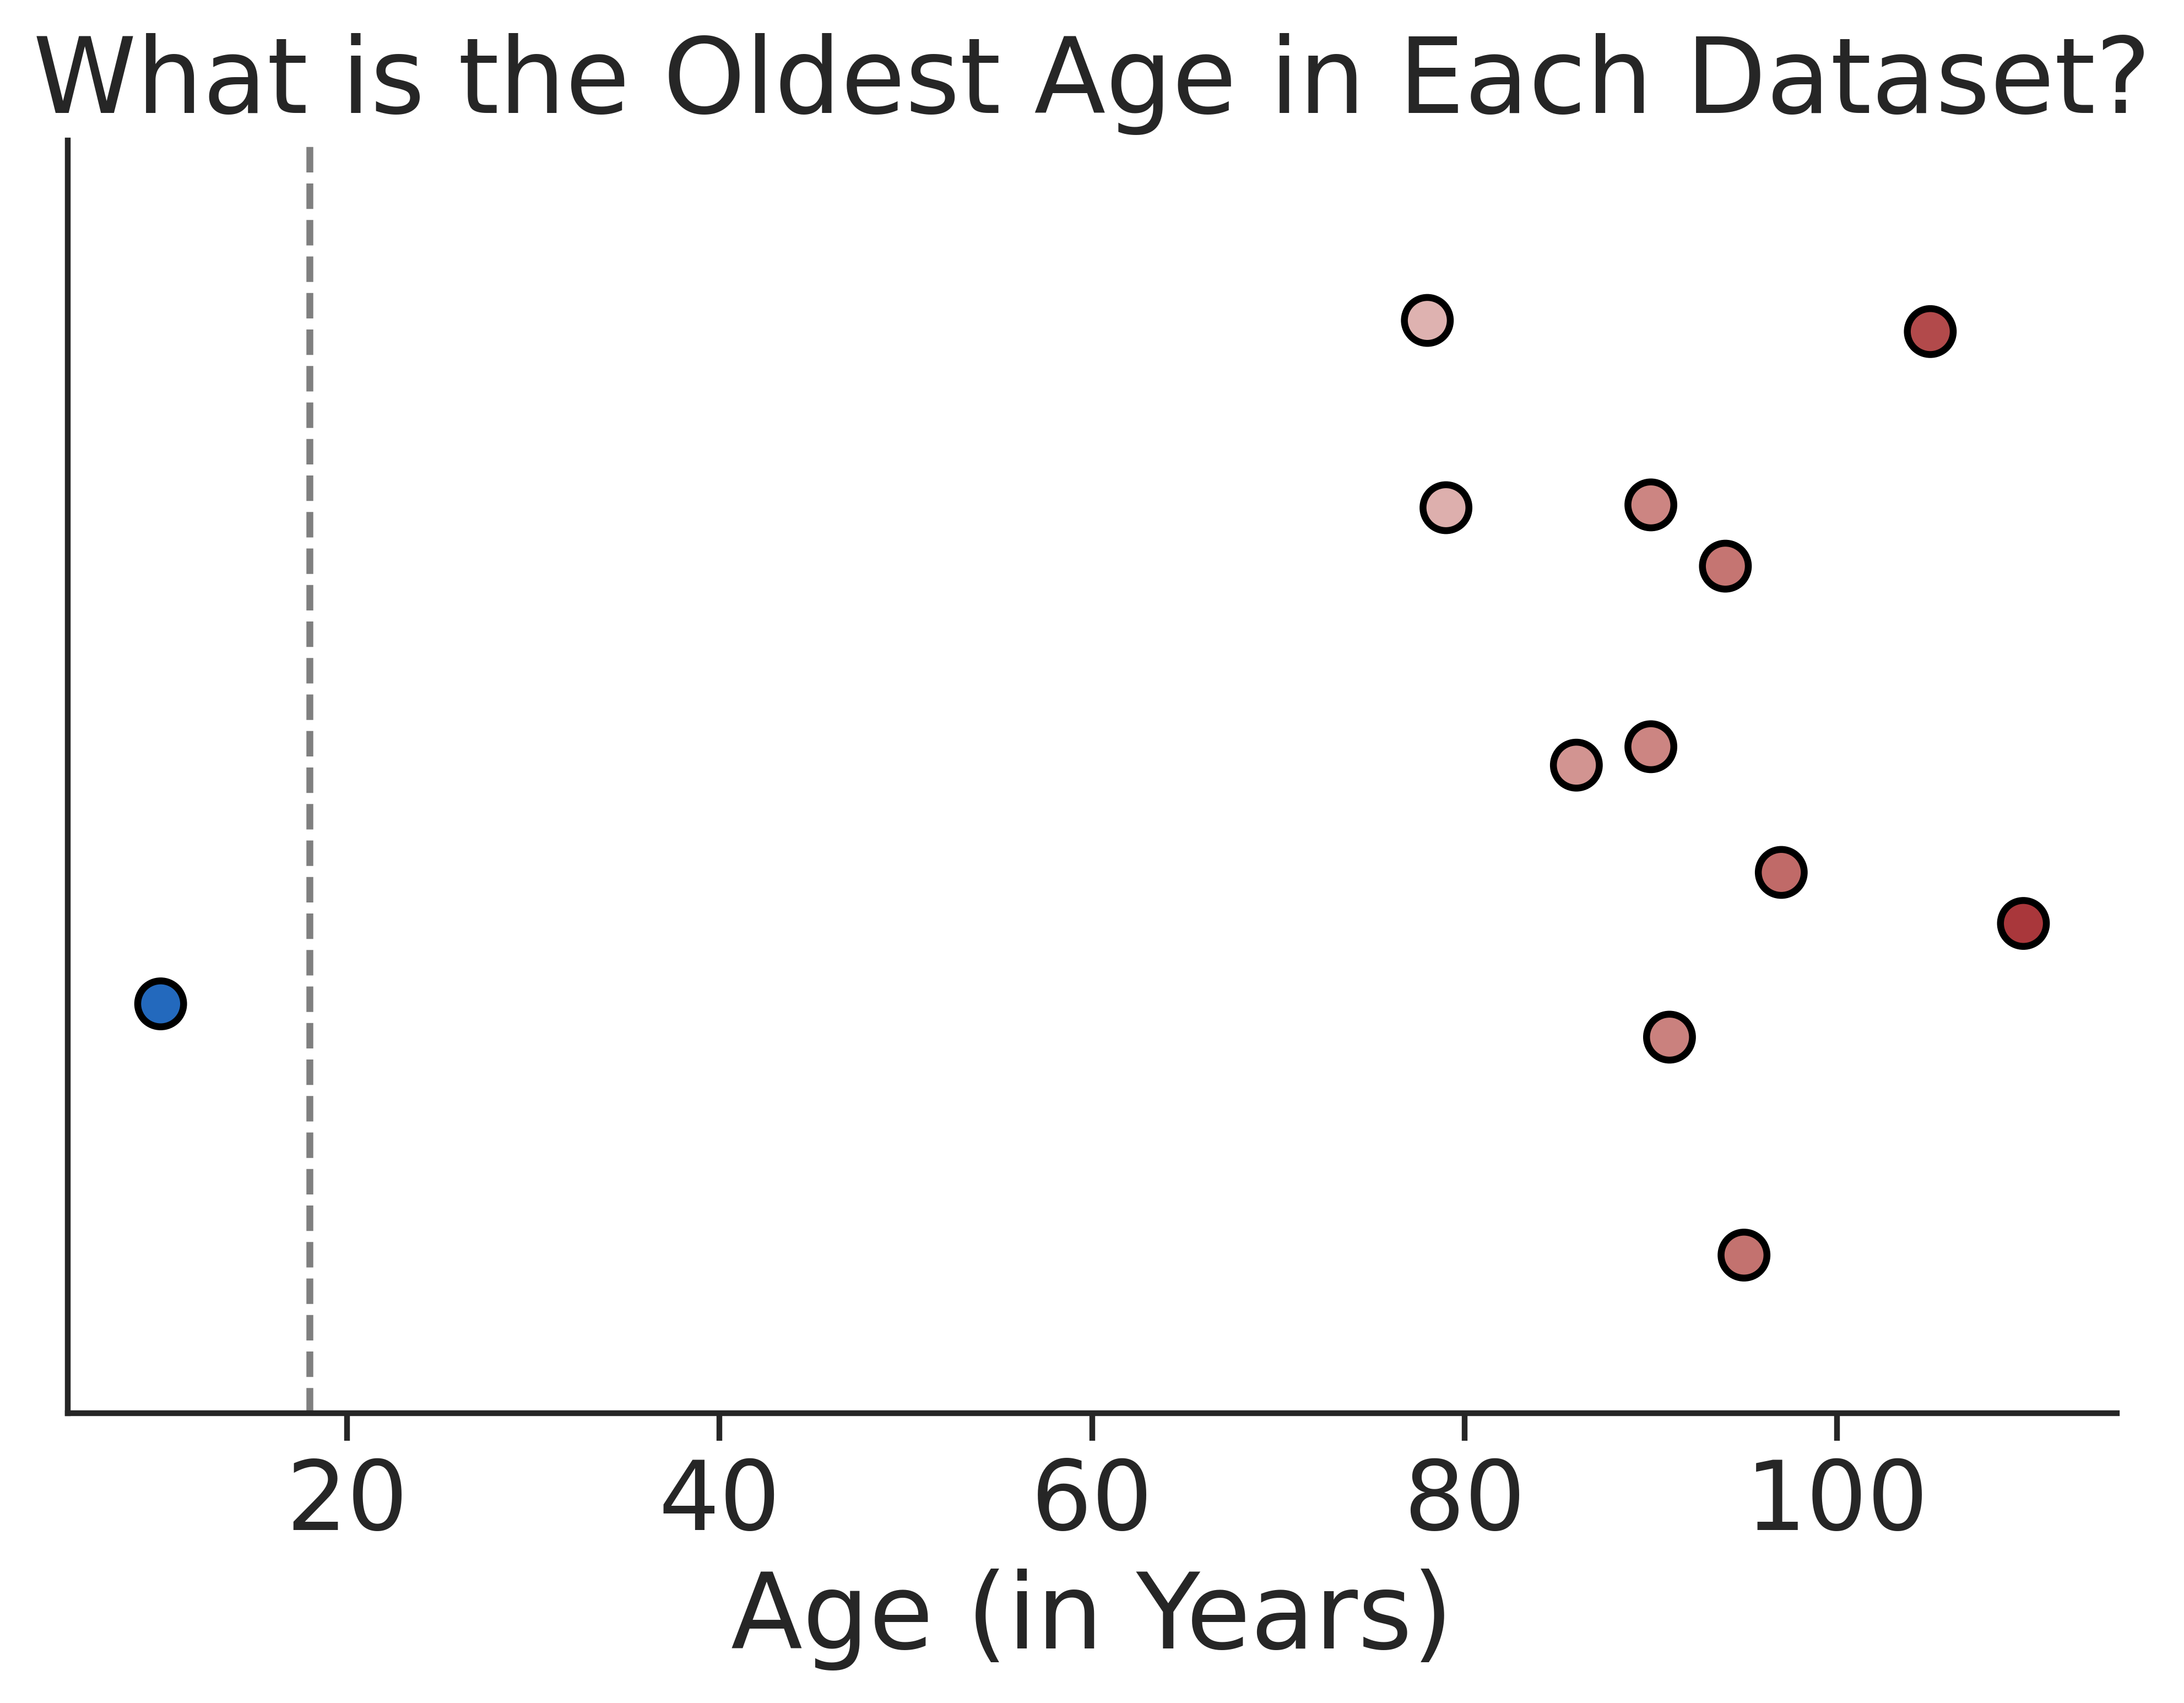 What is the Oldest Age in Each Dataset?
20 40 60 80 100
Age (in Years)